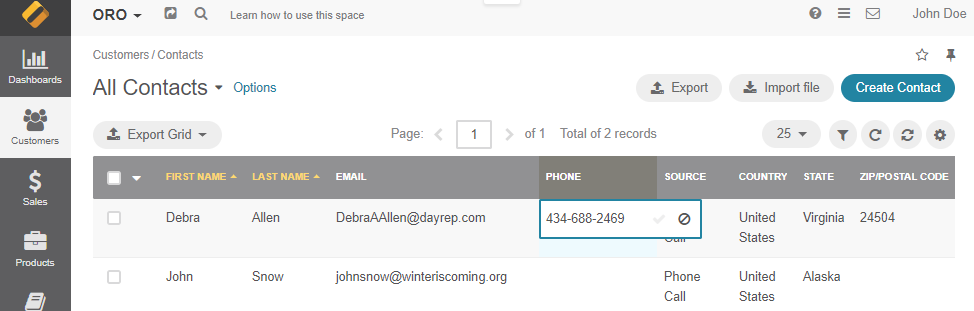 ORO
Learn how to use this space
John Doe
Dashboards
Customers
Sales
Products
Customers / Contacts
All Contacts Options
Export Import file Create Contact
Export Grid Page: 1 of 1 Total of 2 records 25
FIRST NAME LAST NAME EMAIL PHONE SOURCE COUNTRY STATE ZIP/POSTAL CODE
Debra Allen DebraAAllen@dayrep.com 434-688-2469 United Virginia 24504
Call States
John Snow johnsnow@winteriscoming.org Phone United Alaska
Call States